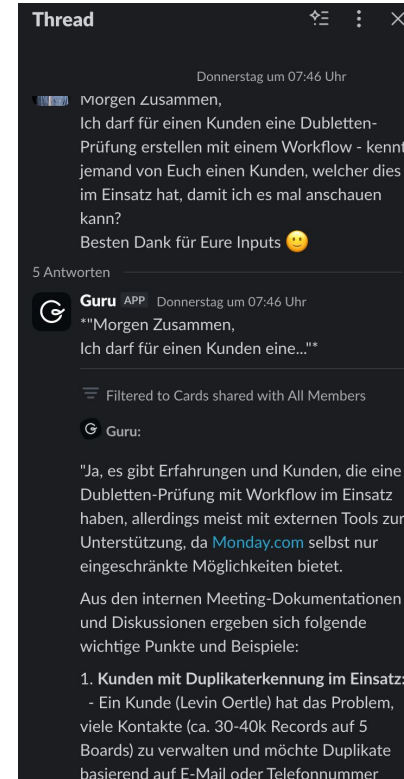 Thread
Donnerstag um 07:46 Uhr
Morgen Zusammen,
Ich darf für einen Kunden eine Dubletten-
Prüfung erstellen mit einem Workflow - kennt
jemand von Euch einen Kunden, welcher dies
im Einsatz hat, damit ich es mal anschauen
kann?
Besten Dank für Eure Inputs 🙂
5 Antworten
Guru APP Donnerstag um 07:46 Uhr
*"Morgen Zusammen,
Ich darf für einen Kunden eine..."*
Filtered to Cards shared with All Members
Guru:
"Ja, es gibt Erfahrungen und Kunden, die eine
Dubletten-Prüfung mit Workflow im Einsatz
haben, allerdings meist mit externen Tools zur
Unterstützung, da Monday.com selbst nur
eingeschränkte Möglichkeiten bietet.
Aus den internen Meeting-Dokumentationen
und Diskussionen ergeben sich folgende
wichtige Punkte und Beispiele:
1. Kunden mit Duplikaterkennung im Einsatz:
- Ein Kunde (Levin Oertle) hat das Problem,
viele Kontakte (ca. 30-40k Records auf 5
Boards) zu verwalten und möchte Duplikate
basierend auf E-Mail oder Telefonnummer